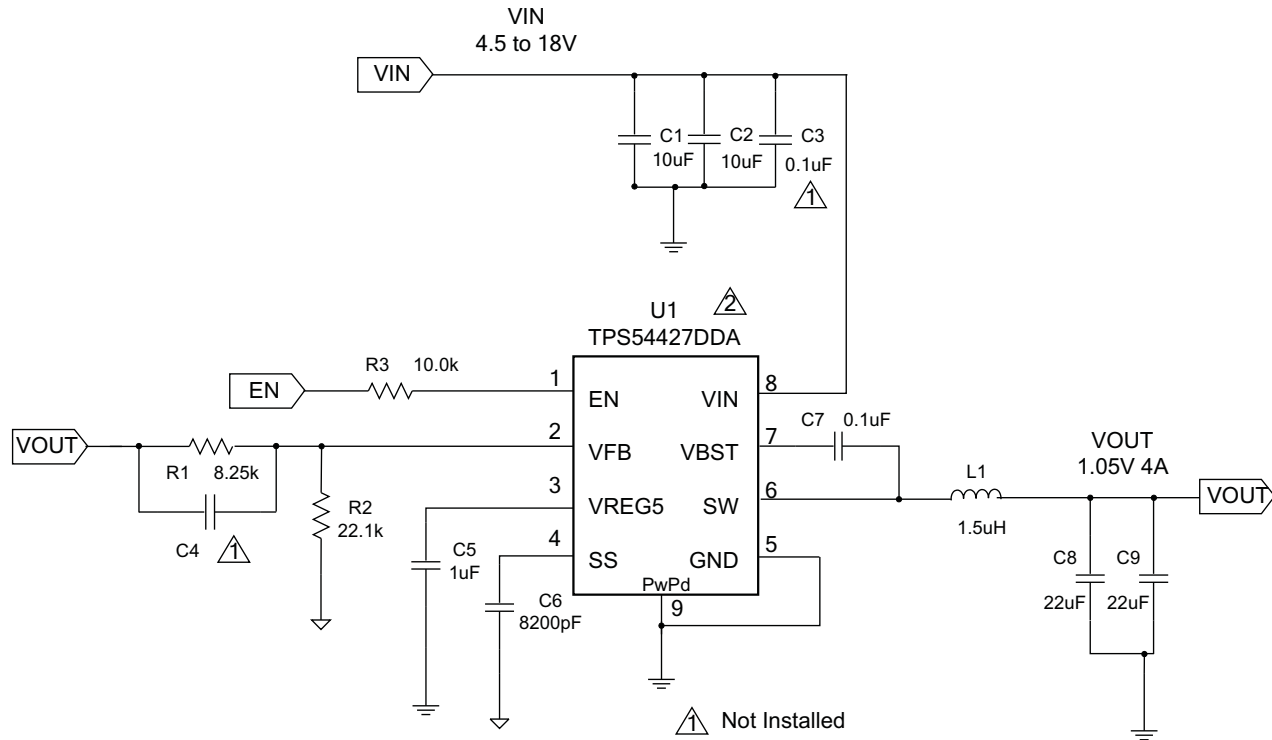 VIN
4.5 to 18V
VIN
C1
10uF
C2
10uF
C3
0.1uF
1
U1
2
TPS54427DDA
EN
R3
10.0k
1
EN
VIN
8
VOUT
R1
8.25k
C4
1
R2
22.1k
2
VFB
VBST
7
C7
0.1uF
3
VREG5
SW
6
L1
1.5uH
VOUT
1.05V 4A
VOUT
4
SS
GND
5
C5
1uF
C6
8200pF
PwPd
9
C8
22uF
C9
22uF
1 Not Installed